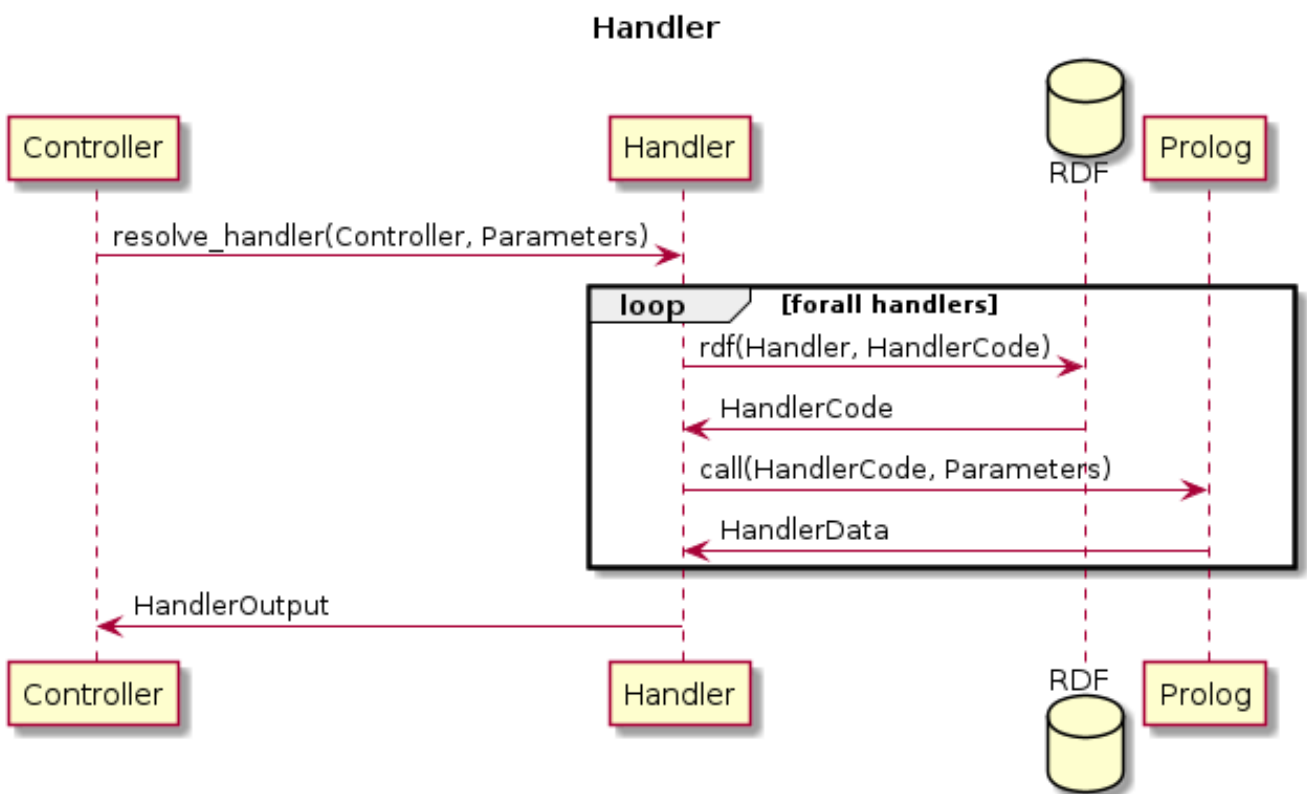 Handler
Controller
Handler
RDF
Prolog
resolve_handler(Controller, Parameters)
loop [forall handlers]
rdf(Handler, HandlerCode)
HandlerCode
call(HandlerCode, Parameters)
HandlerData
HandlerOutput
Controller
Handler
RDF
Prolog